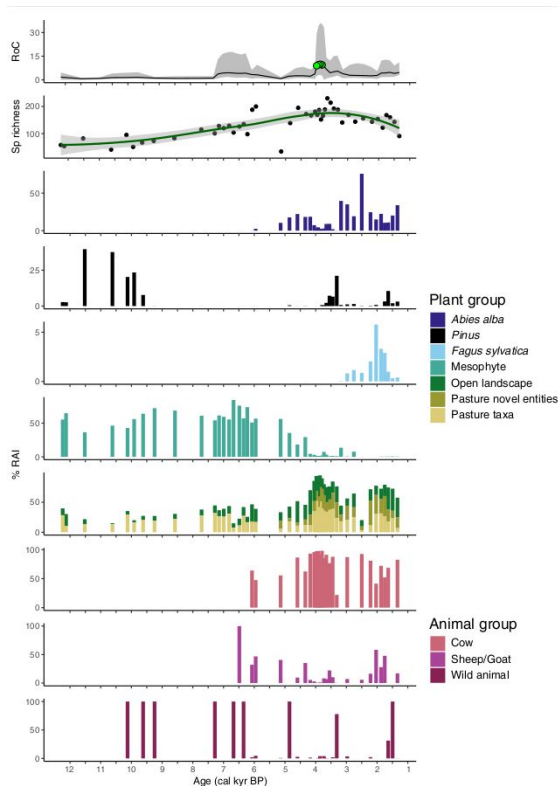 RoC
30
15
0
Sp richness
200
100
50
0
25
0
5
0
50
0
% RAI
50
0
100
50
0
100
50
0
100
50
0
12 11 10 9 8 7 6 5 4 3 2 1
Age (cal kyr BP)
Plant group
Abies alba
Pinus
Fagus sylvatica
Mesophyte
Open landscape
Pasture novel entities
Pasture taxa
Animal group
Cow
Sheep/Goat
Wild animal